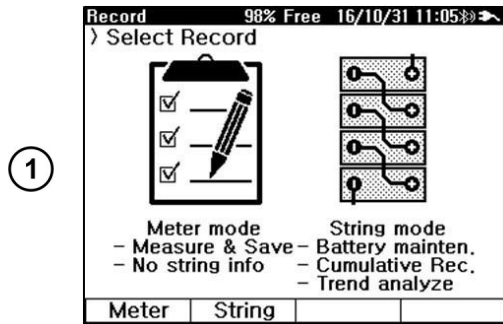 Record 98% Free 16/10/31 11:05
> Select Record
1
Meter mode
- Measure & Save
- No string info
String mode
- Battery mainten.
- Cumulative Rec.
- Trend analyze
Meter String